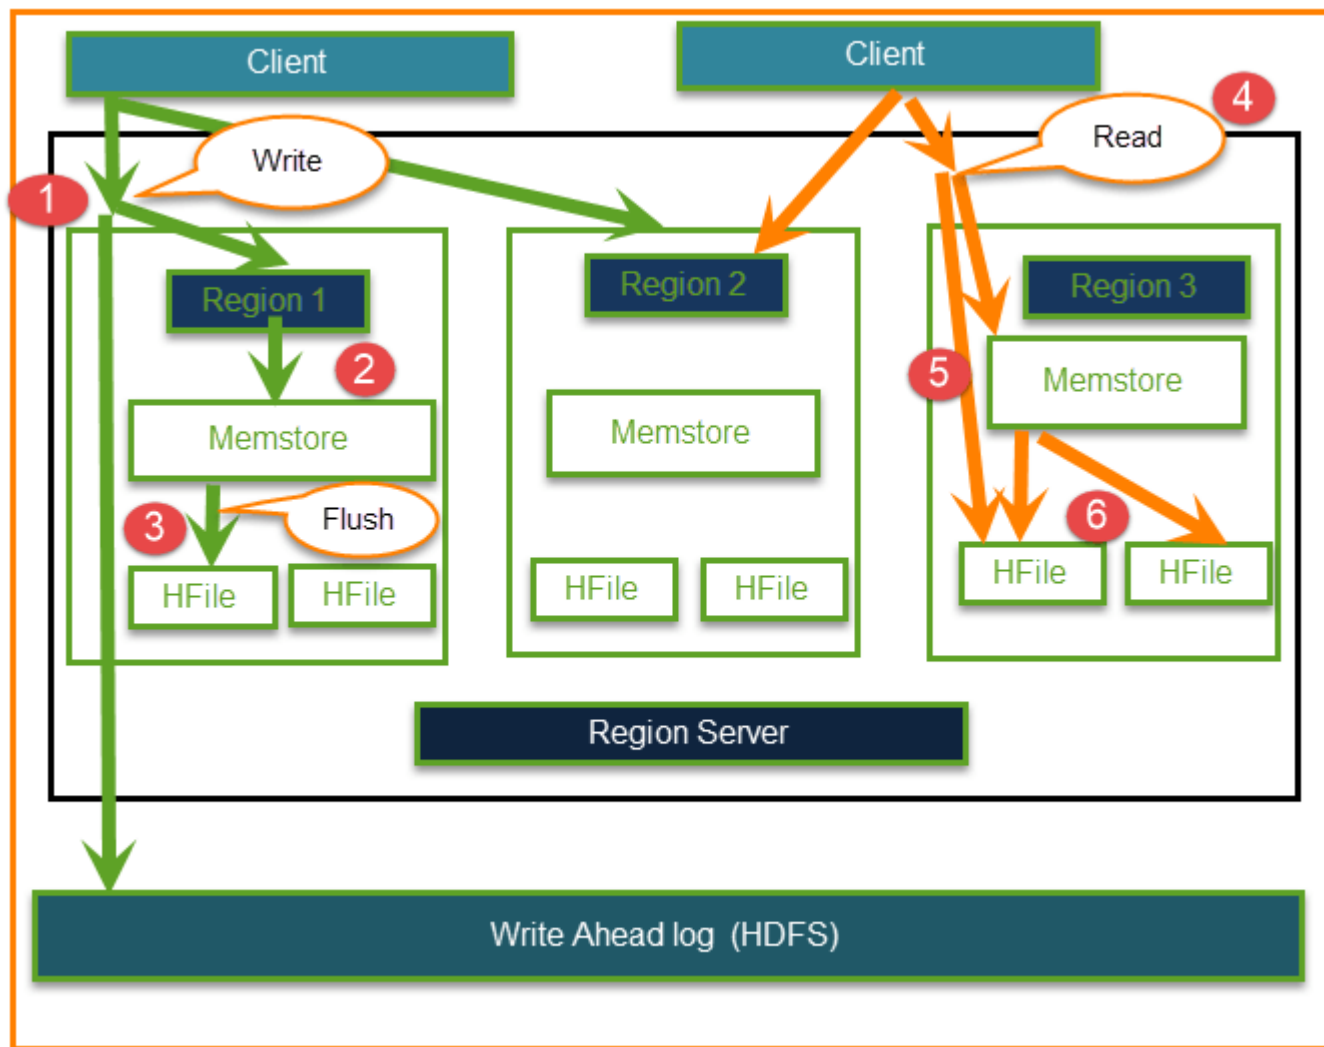 Client
Client
4
Write
Read
1
Region 1
Region 2
Region 3
2
5
Memstore
Memstore
Memstore
3
Flush
6
HFile
HFile
HFile
HFile
HFile
HFile
Region Server
Write Ahead log (HDFS)